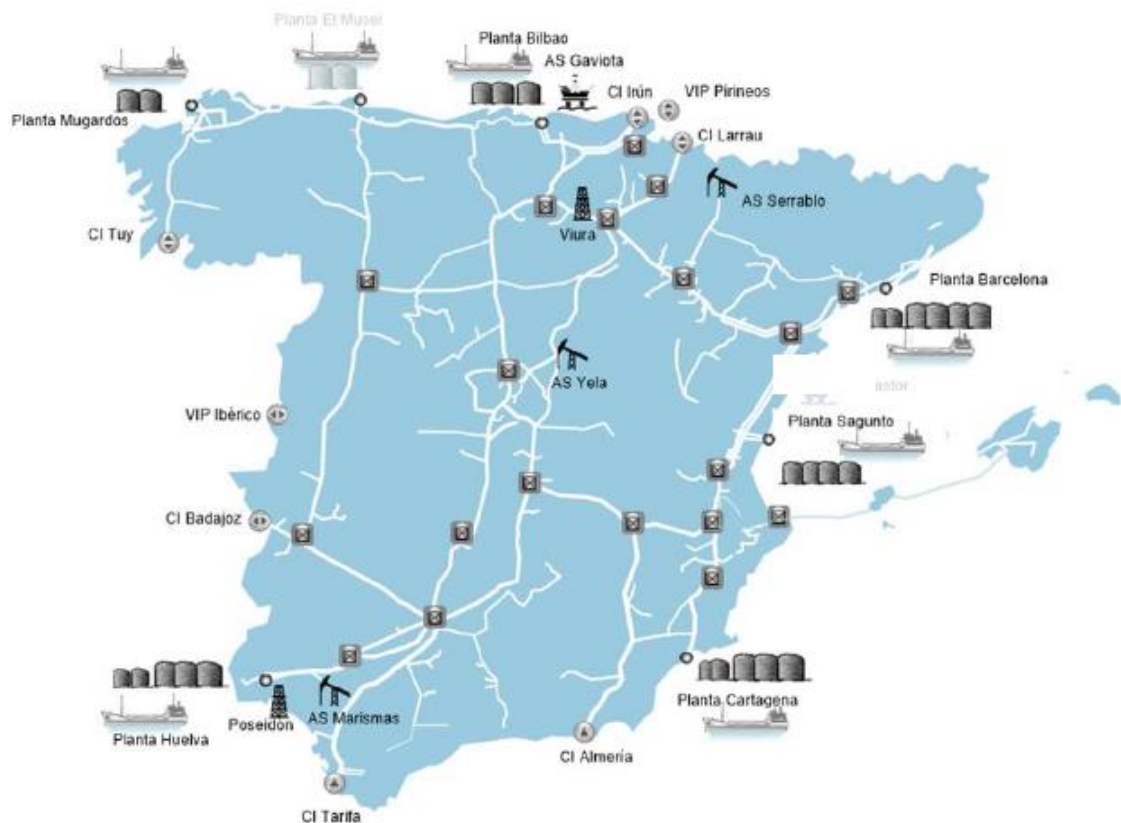 Planta El Musel
Planta Bilbao
AS Gaviota
CI Irún
VIP Pirineos
Planta Mugardos
CI Larrau
AS Serrablo
Viura
CI Tuy
Planta Barcelona
AS Yela
VIP Ibérico
Planta Sagunto
CI Badajoz
Planta Cartagena
Poseidon
AS Marismas
Planta Huelva
CI Almería
CI Tarifa